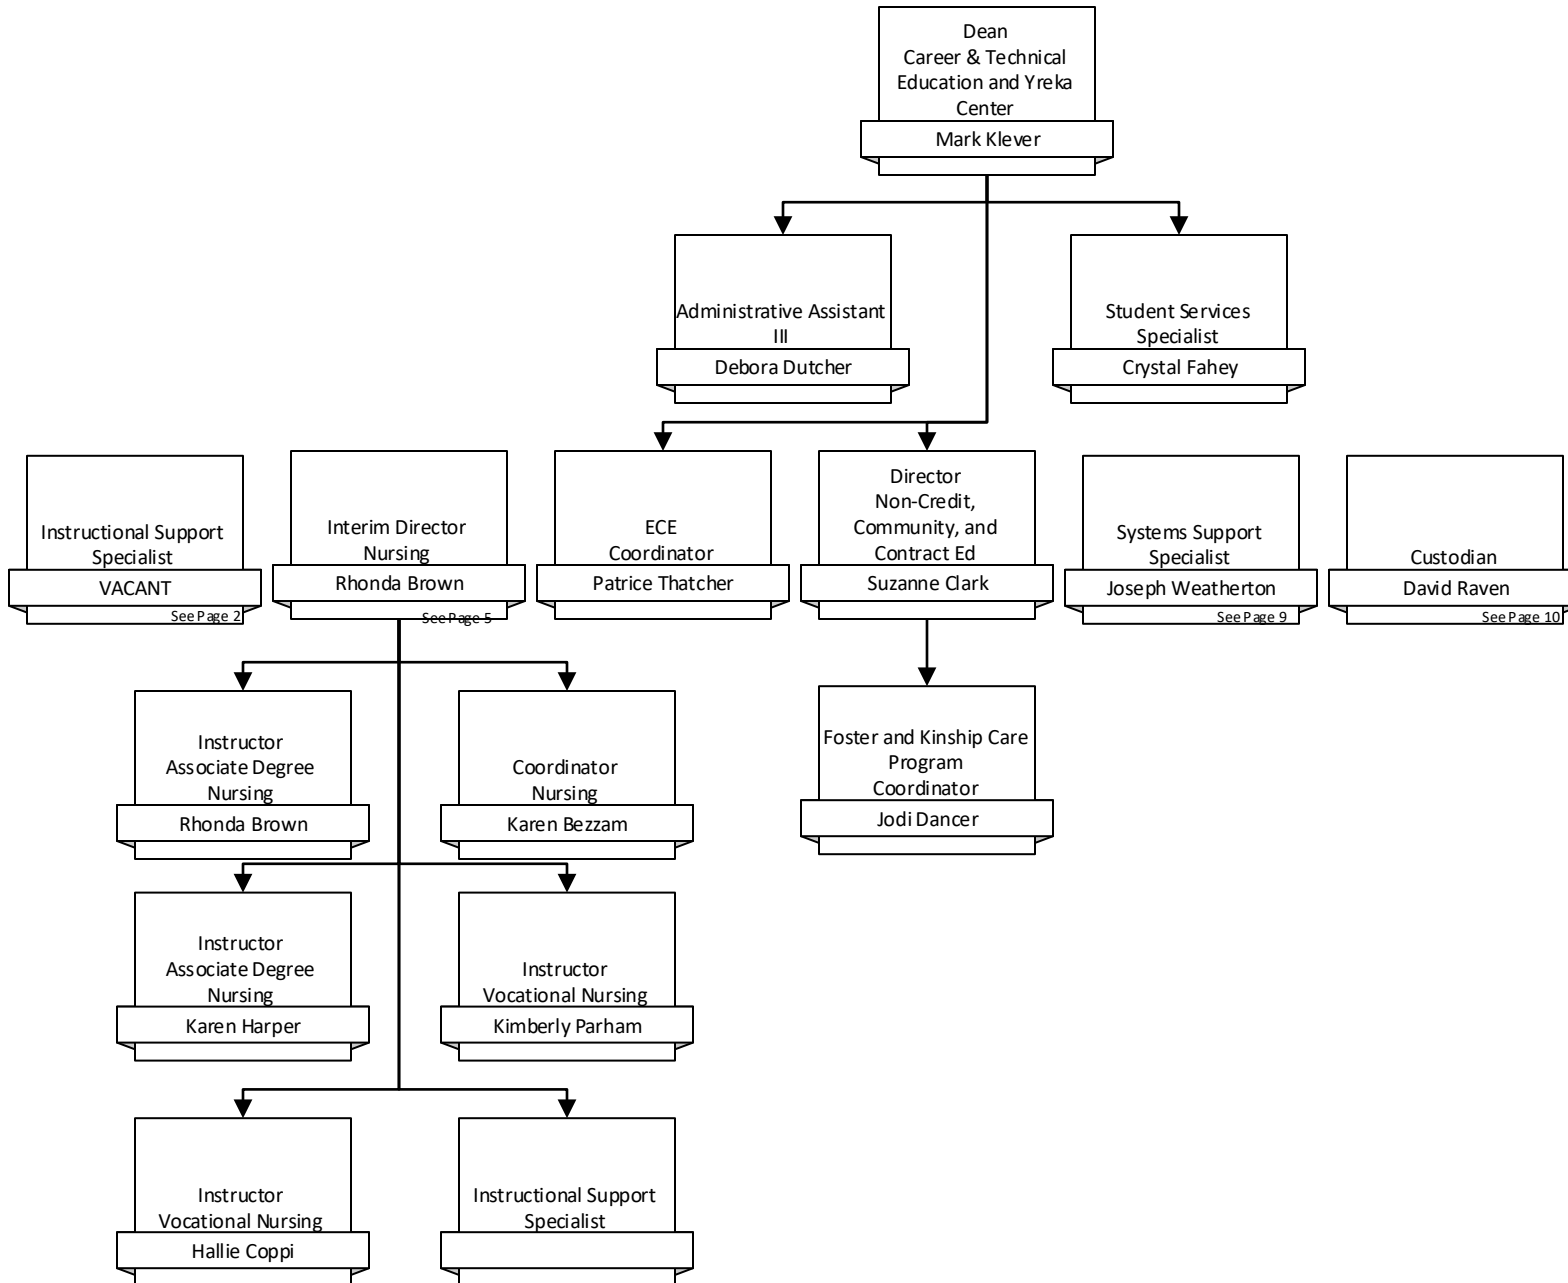 Dean
Career & Technical
Education and Yreka
Center
Mark Klever
Administrative Assistant
III
Debora Dutcher
Student Services
Specialist
Crystal Fahey
Instructional Support
Specialist
VACANT
See Page 2
Interim Director
Nursing
Rhonda Brown
See Page 5
ECE
Coordinator
Patrice Thatcher
Director
Non-Credit,
Community, and
Contract Ed
Suzanne Clark
Systems Support
Specialist
Joseph Weatherton
See Page 9
Custodian
David Raven
See Page 10
Instructor
Associate Degree
Nursing
Rhonda Brown
Coordinator
Nursing
Karen Bezzam
Foster and Kinship Care
Program
Coordinator
Jodi Dancer
Instructor
Associate Degree
Nursing
Karen Harper
Instructor
Vocational Nursing
Kimberly Parham
Instructor
Vocational Nursing
Hallie Coppi
Instructional Support
Specialist